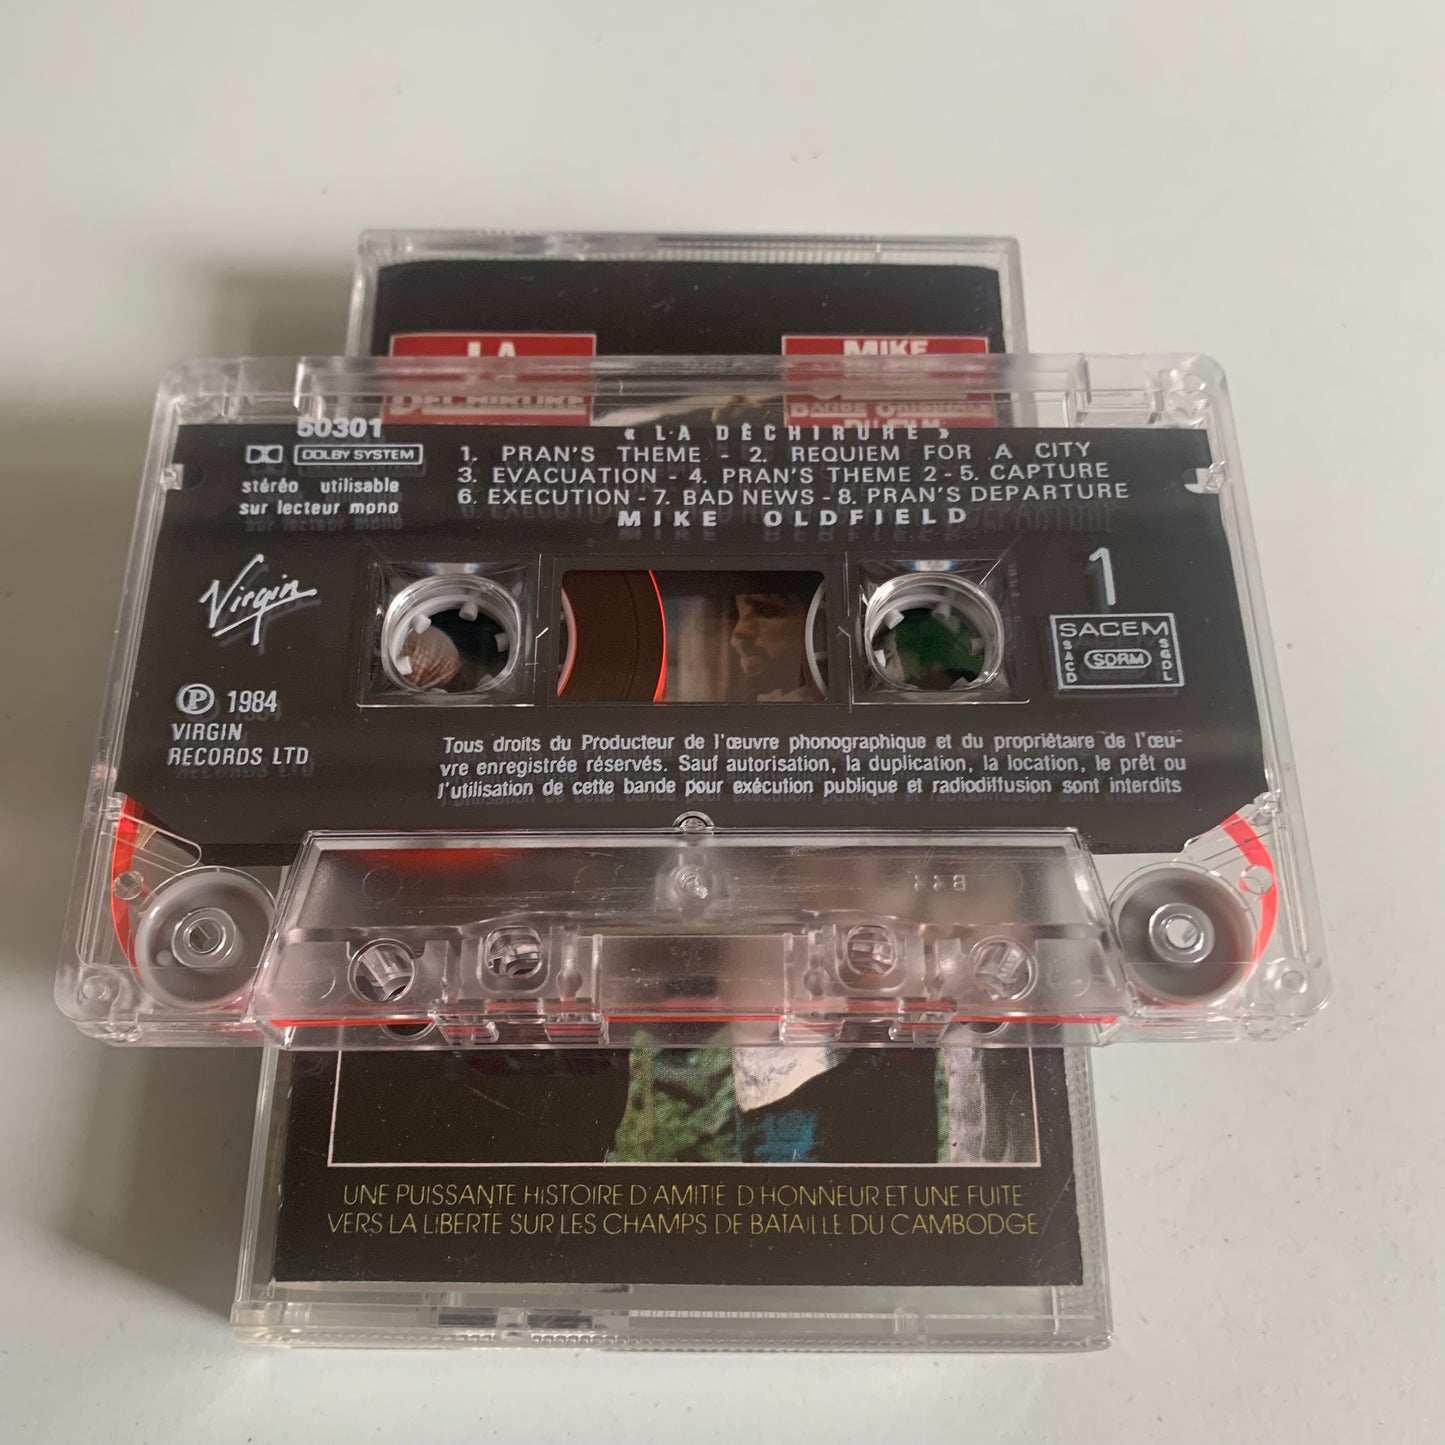 LA
DÉCHIRURE
MIKE
BANDE ORIGINALE
DU FILM
50301
DOLBY SYSTEM
stéréo utilisable
sur lecteur mono
« LA DÉCHIRURE »
1. PRAN'S THEME - 2. REQUIEM FOR A CITY
3. EVACUATION - 4. PRAN'S THEME 2 - 5. CAPTURE
6. EXECUTION - 7. BAD NEWS - 8. PRAN'S DEPARTURE
MIKE OLDFIELD
Virgin
℗ 1984
VIRGIN
RECORDS LTD
1
SACEM
SACD
SDRM
SGDL
Tous droits du Producteur de l'œuvre phonographique et du propriétaire de l'œu-
vre enregistrée réservés. Sauf autorisation, la duplication, la location, le prêt ou
l'utilisation de cette bande pour exécution publique et radiodiffusion sont interdits
UNE PUISSANTE HISTOIRE D'AMITIÉ D'HONNEUR ET UNE FUITE
VERS LA LIBERTÉ SUR LES CHAMPS DE BATAILLE DU CAMBODGE